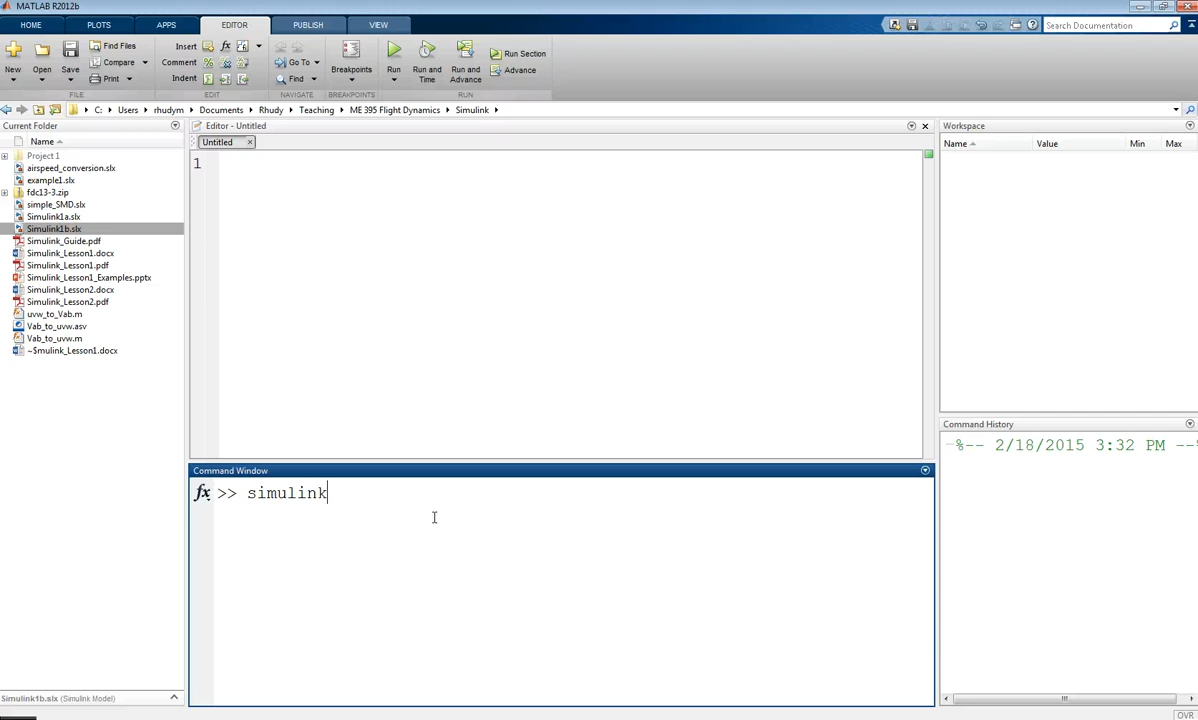 MATLAB R2012b
HOME PLOTS APPS EDITOR PUBLISH VIEW
Search Documentation
New Open Save
Find Files
Compare
Print
FILE
Insert fx
Comment
Indent
EDIT
Go To
Find
NAVIGATE
Breakpoints
BREAKPOINTS
Run Run and Time Run and Advance
Run Section
Advance
RUN
C: Users rhudym Documents Rhudy Teaching ME 395 Flight Dynamics Simulink
Current Folder
Name
Project 1
airspeed_conversion.slx
example1.slx
fdc13-3.zip
simple_SMD.slx
Simulink1a.slx
Simulink1b.slx
Simulink_Guide.pdf
Simulink_Lesson1.docx
Simulink_Lesson1.pdf
Simulink_Lesson1_Examples.pptx
Simulink_Lesson2.docx
Simulink_Lesson2.pdf
uvw_to_Vab.m
Vab_to_uvw.asv
Vab_to_uvw.m
~$mulink_Lesson1.docx
Simulink1b.slx (Simulink Model)
Editor - Untitled
Untitled
1
Command Window
fx >> simulink
Workspace
Name Value Min Max
Command History
%-- 2/18/2015 3:32 PM --%
OVR